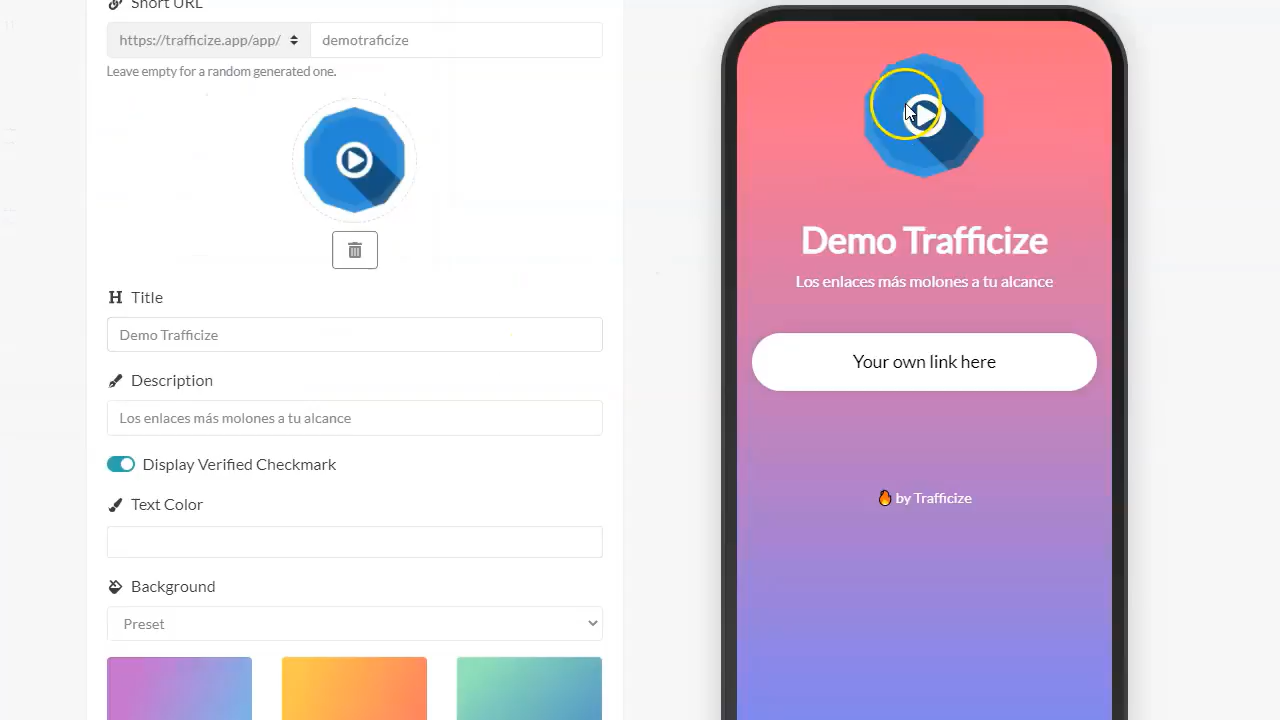 Short URL
https://trafficize.app/app/ demotraficize
Leave empty for a random generated one.
Title
Demo Trafficize
Description
Los enlaces más molones a tu alcance
Display Verified Checkmark
Text Color
Background
Preset
Demo Trafficize
Los enlaces más molones a tu alcance
Your own link here
🔥 by Trafficize